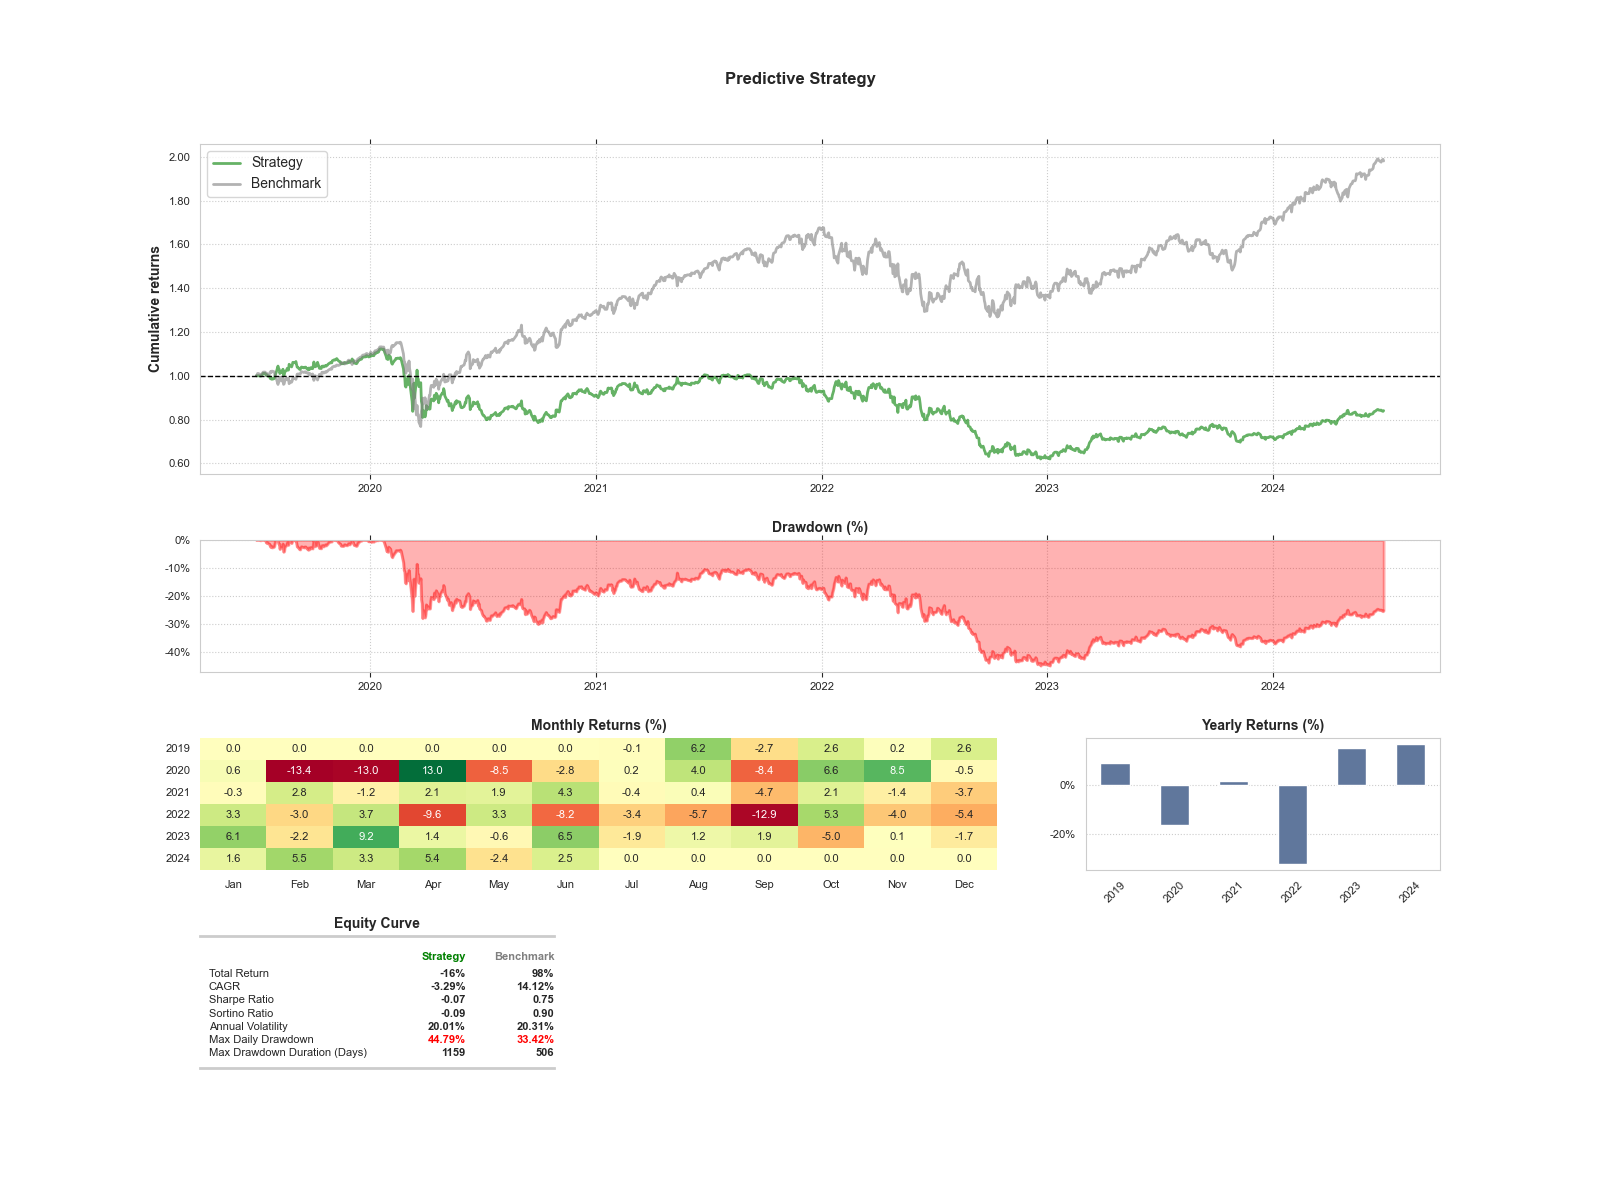 Predictive Strategy
Cumulative returns
Strategy
Benchmark
2.00
1.80
1.60
1.40
1.20
1.00
0.80
0.60
2020 2021 2022 2023 2024
Drawdown (%)
0%
-10%
-20%
-30%
-40%
2020 2021 2022 2023 2024
Monthly Returns (%)
2019 0.0 0.0 0.0 0.0 0.0 0.0 -0.1 6.2 -2.7 2.6 0.2 2.6
2020 0.6 -13.4 -13.0 13.0 -8.5 -2.8 0.2 4.0 -8.4 6.6 8.5 -0.5
2021 -0.3 2.8 -1.2 2.1 1.9 4.3 -0.4 0.4 -4.7 2.1 -1.4 -3.7
2022 3.3 -3.0 3.7 -9.6 3.3 -8.2 -3.4 -5.7 -12.9 5.3 -4.0 -5.4
2023 6.1 -2.2 9.2 1.4 -0.6 6.5 -1.9 1.2 1.9 -5.0 0.1 -1.7
2024 1.6 5.5 3.3 5.4 -2.4 2.5 0.0 0.0 0.0 0.0 0.0 0.0
Jan Feb Mar Apr May Jun Jul Aug Sep Oct Nov Dec
Yearly Returns (%)
0%
-20%
2019 2020 2021 2022 2023 2024
Equity Curve
Strategy Benchmark
Total Return -16% 98%
CAGR -3.29% 14.12%
Sharpe Ratio -0.07 0.75
Sortino Ratio -0.09 0.90
Annual Volatility 20.01% 20.31%
Max Daily Drawdown 44.79% 33.42%
Max Drawdown Duration (Days) 1159 506